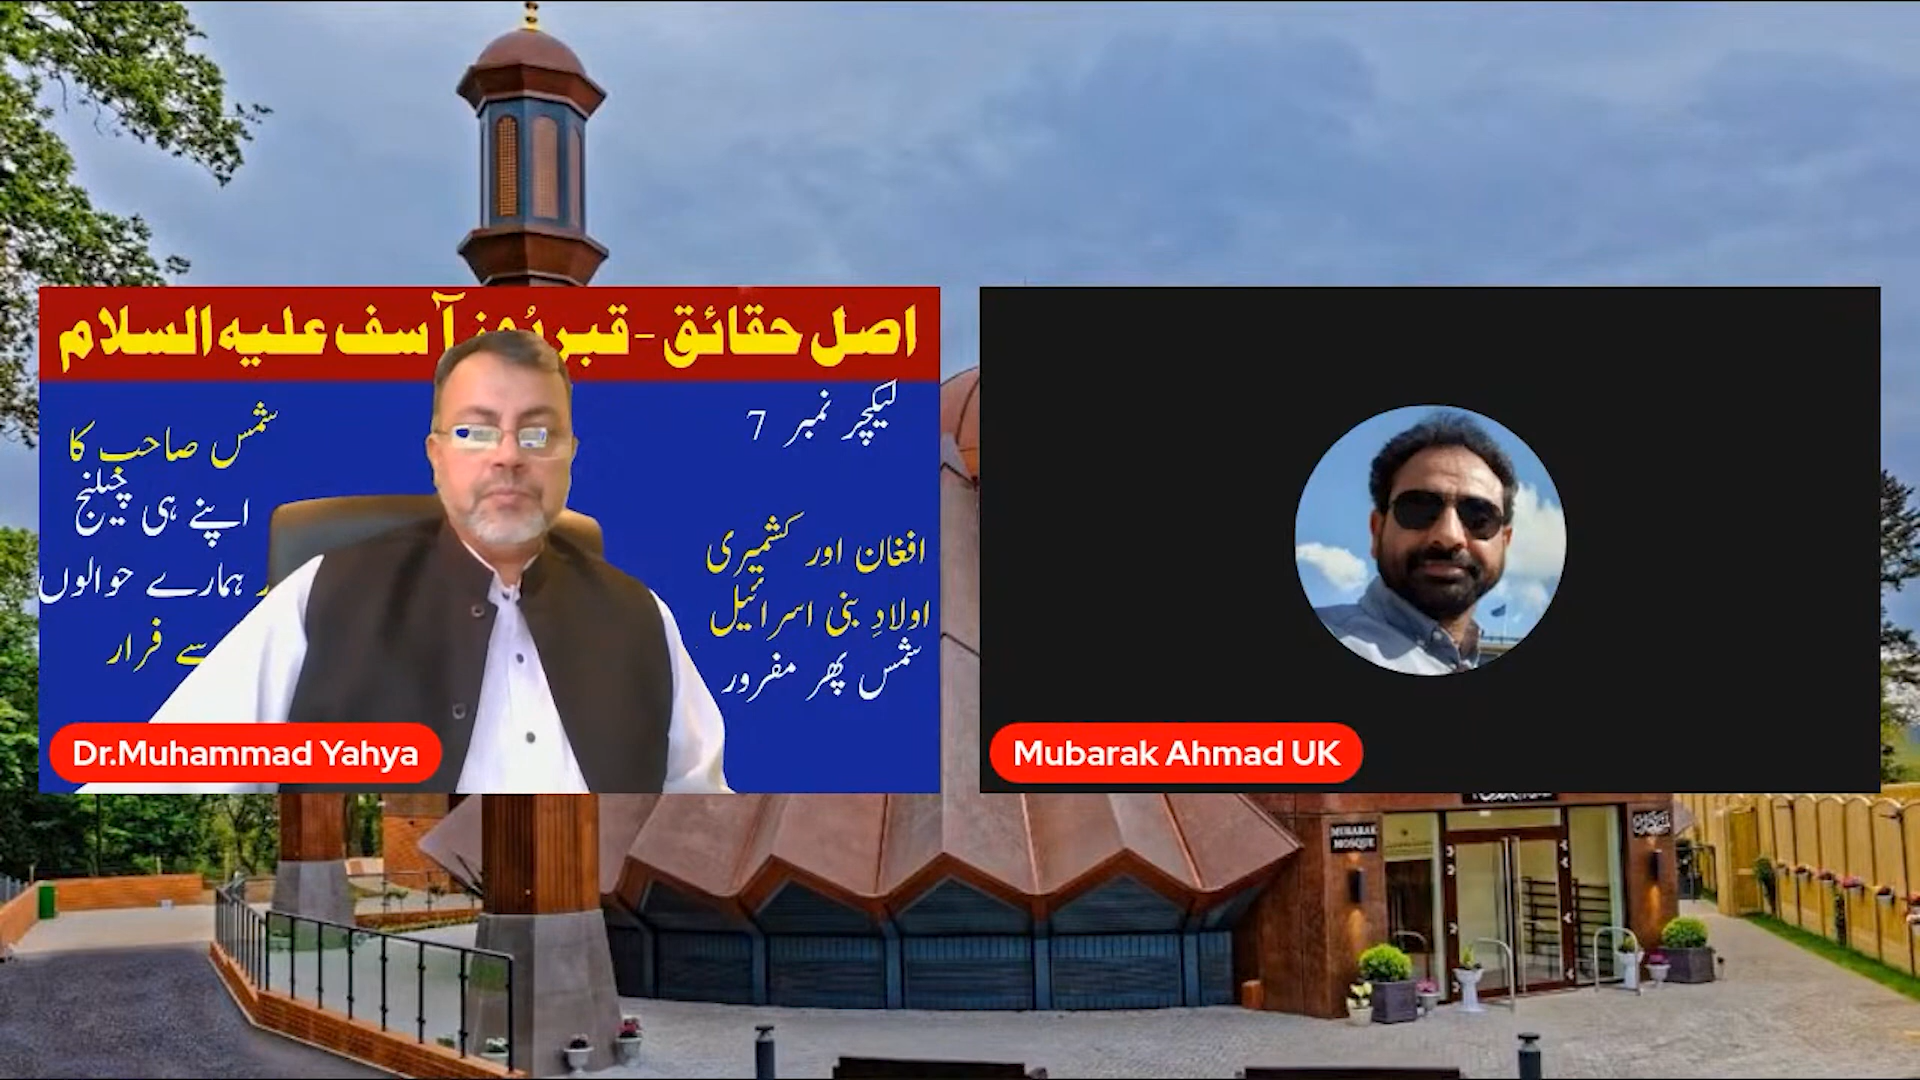 اصل حقائق - قبر یُوز آسف علیہ السلام
لیکچر نمبر 7
افغان اور کشمیری
اولادِ بنی اسرائیل
شمس پھر مفرور
شمس صاحب کا
اپنے ہی چیلنج
ہمارے حوالوں
سے فرار
Dr.Muhammad Yahya
Mubarak Ahmad UK
MUBARAK
MOSQUE